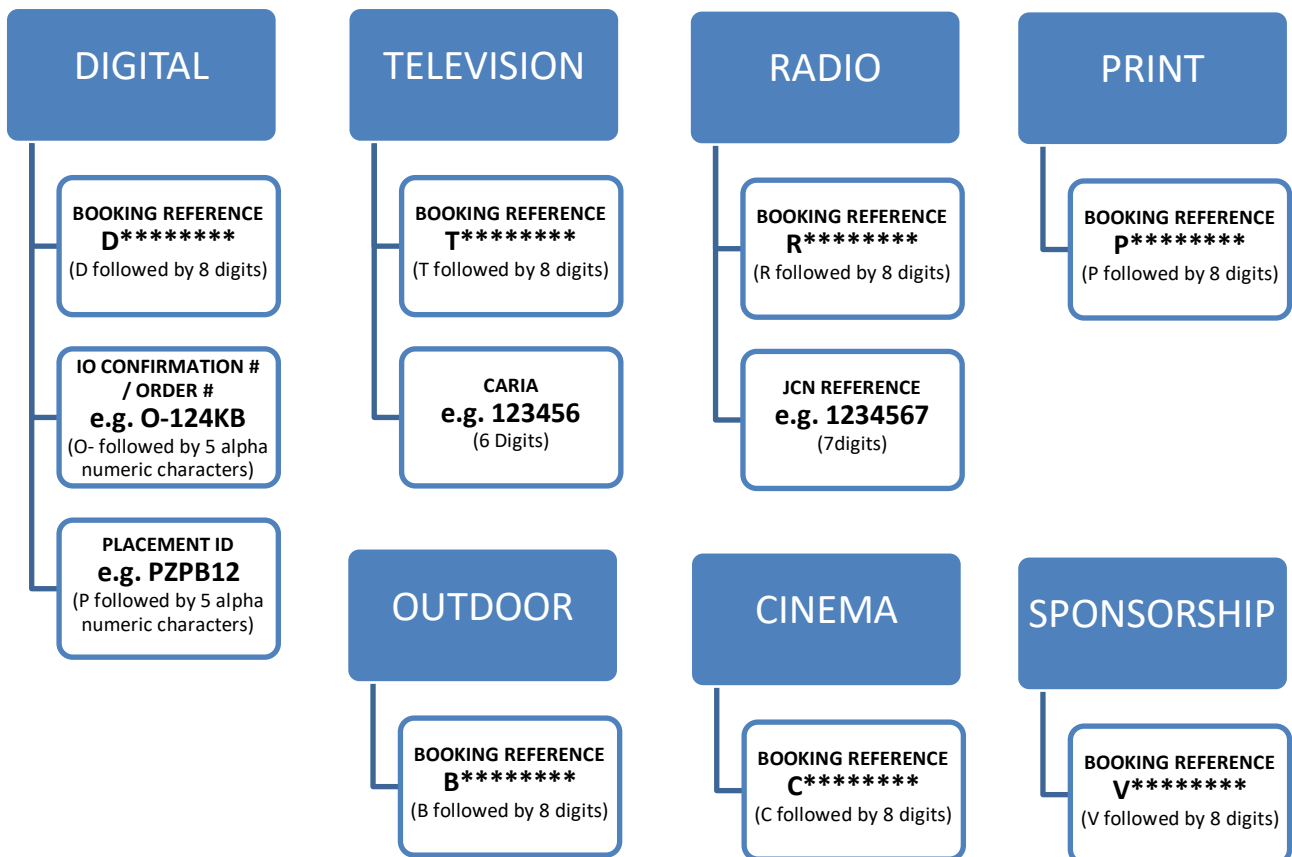 DIGITAL
BOOKING REFERENCE
D********
(D followed by 8 digits)
IO CONFIRMATION #
/ ORDER #
e.g. O-124KB
(O- followed by 5 alpha
numeric characters)
PLACEMENT ID
e.g. PZPB12
(P followed by 5 alpha
numeric characters)
TELEVISION
BOOKING REFERENCE
T********
(T followed by 8 digits)
CARIA
e.g. 123456
(6 Digits)
RADIO
BOOKING REFERENCE
R********
(R followed by 8 digits)
JCN REFERENCE
e.g. 1234567
(7digits)
PRINT
BOOKING REFERENCE
P********
(P followed by 8 digits)
OUTDOOR
BOOKING REFERENCE
B********
(B followed by 8 digits)
CINEMA
BOOKING REFERENCE
C********
(C followed by 8 digits)
SPONSORSHIP
BOOKING REFERENCE
V********
(V followed by 8 digits)